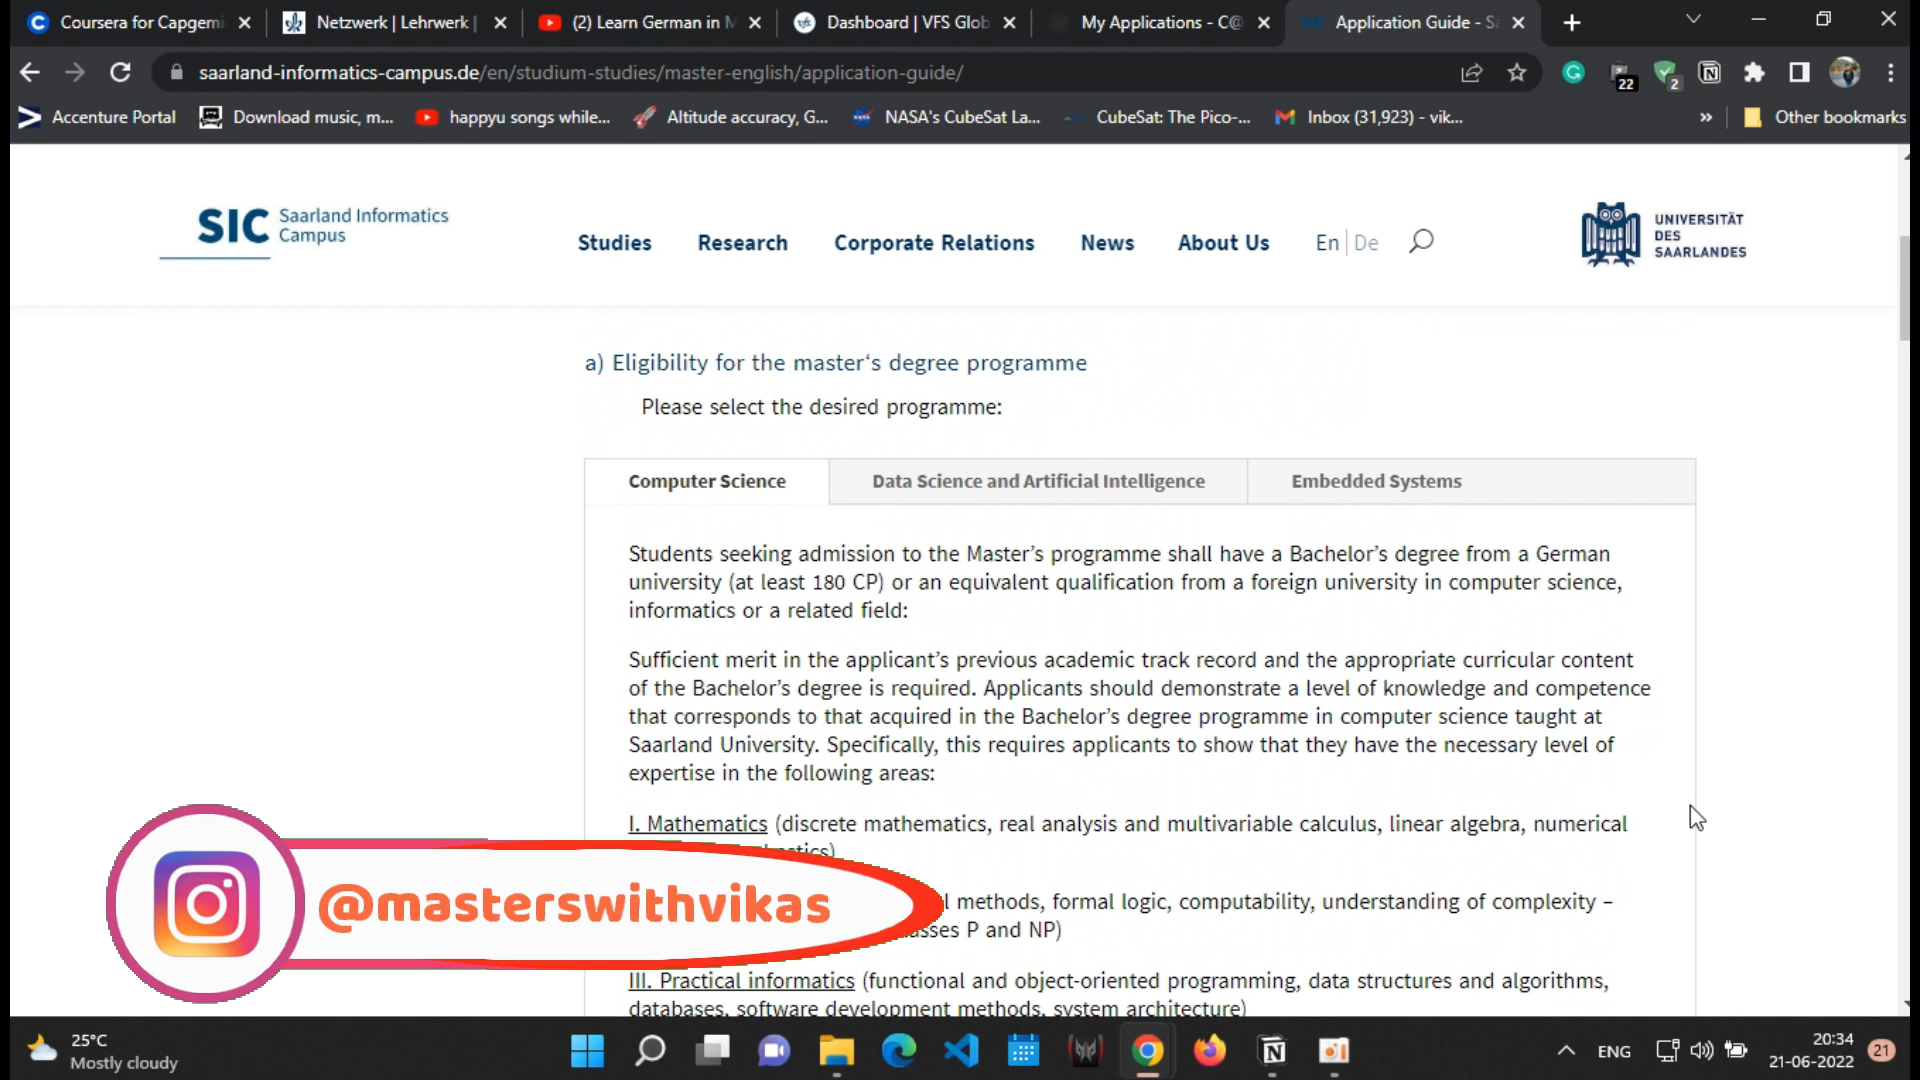 Coursera for Capgemi
Netzwerk | Lehrwerk |
(2) Learn German in M
Dashboard | VFS Glob
My Applications - C@
Application Guide - S
saarland-informatics-campus.de/en/studium-studies/master-english/application-guide/
22
2
Accenture Portal
Download music, m...
happyu songs while...
Altitude accuracy, G...
NASA's CubeSat La...
CubeSat: The Pico-...
Inbox (31,923) - vik...
»
Other bookmarks
SIC Saarland Informatics
Campus
Studies
Research
Corporate Relations
News
About Us
En | De
UNIVERSITÄT
DES
SAARLANDES
a) Eligibility for the master‘s degree programme
Please select the desired programme:
Computer Science
Data Science and Artificial Intelligence
Embedded Systems
Students seeking admission to the Master’s programme shall have a Bachelor’s degree from a German
university (at least 180 CP) or an equivalent qualification from a foreign university in computer science,
informatics or a related field:
Sufficient merit in the applicant’s previous academic track record and the appropriate curricular content
of the Bachelor’s degree is required. Applicants should demonstrate a level of knowledge and competence
that corresponds to that acquired in the Bachelor’s degree programme in computer science taught at
Saarland University. Specifically, this requires applicants to show that they have the necessary level of
expertise in the following areas:
I. Mathematics (discrete mathematics, real analysis and multivariable calculus, linear algebra, numerical
methods, formal logic, computability, understanding of complexity –
P and NP)
@masterswithvikas
III. Practical informatics (functional and object-oriented programming, data structures and algorithms,
databases, software development methods, system architecture)
25°C
Mostly cloudy
ENG
20:34
21-06-2022
21